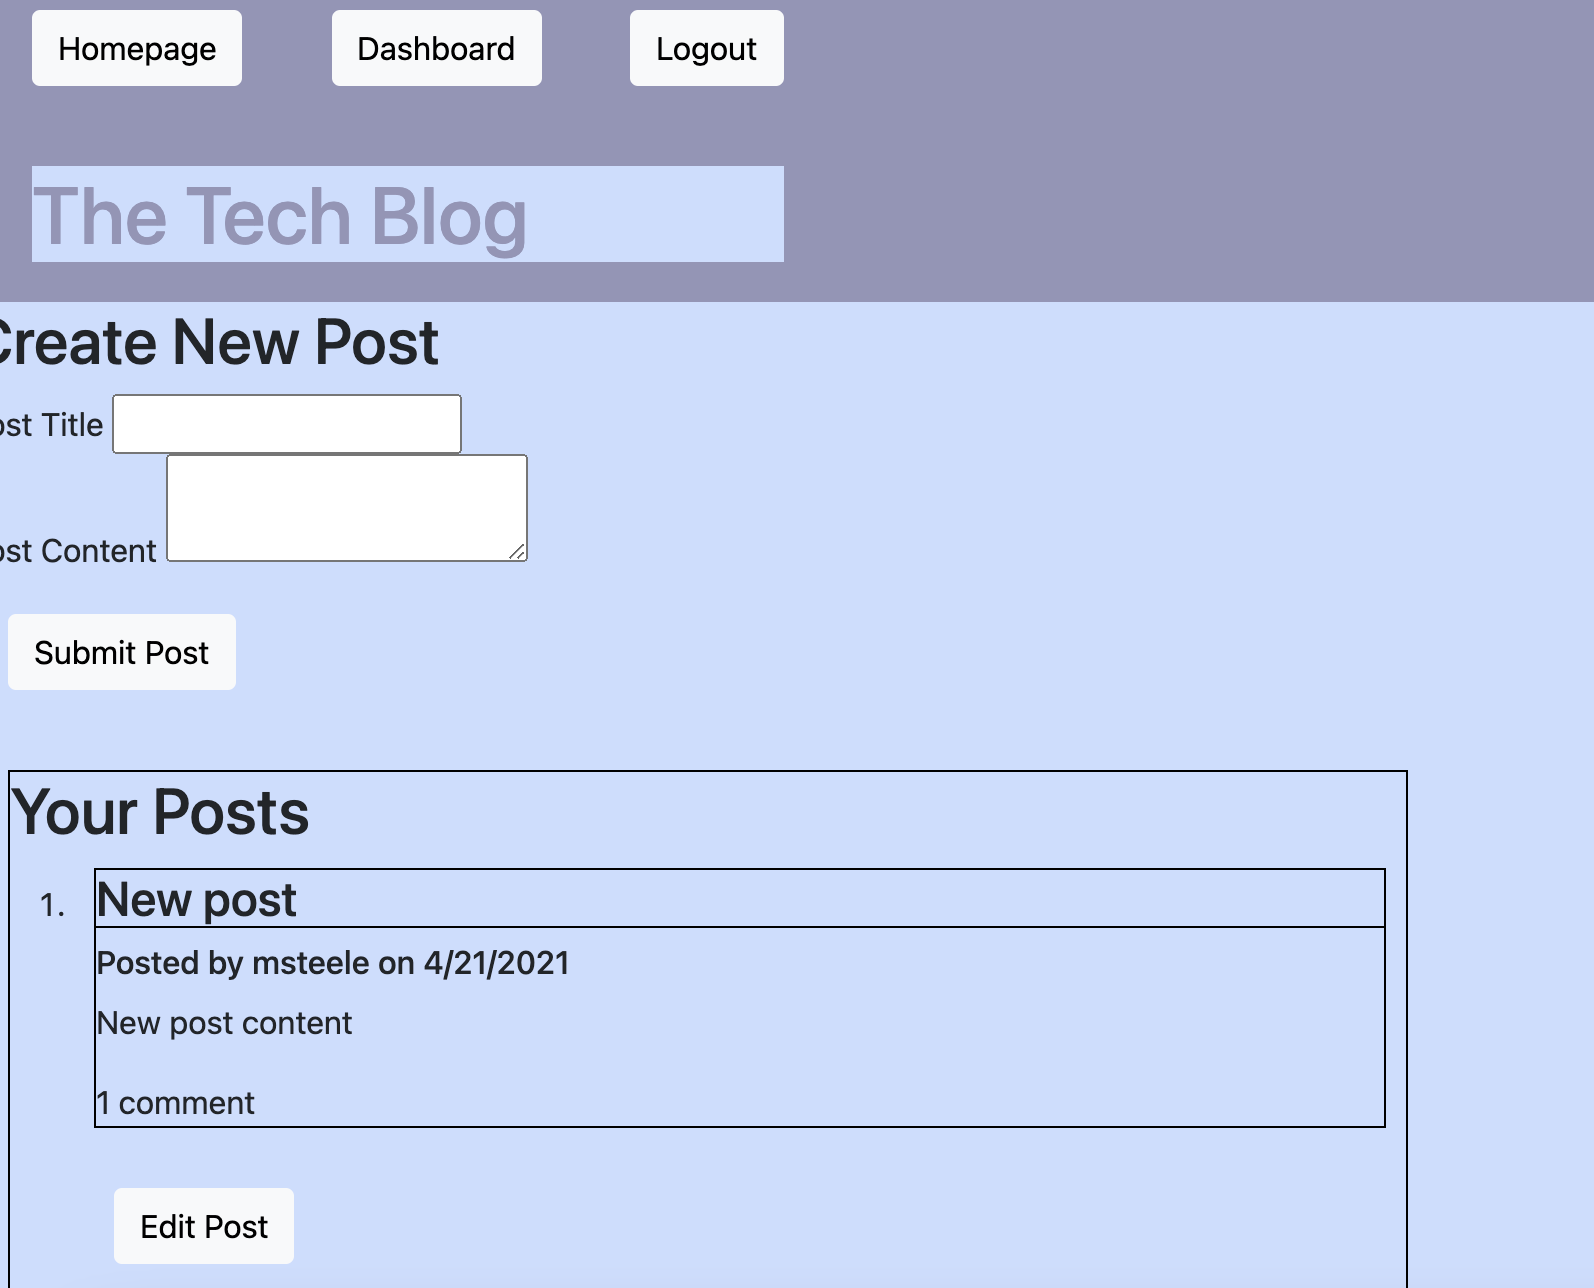 Homepage Dashboard Logout
The Tech Blog
Create New Post
ost Title
ost Content
Submit Post
Your Posts
1. New post
Posted by msteele on 4/21/2021
New post content
1 comment
Edit Post